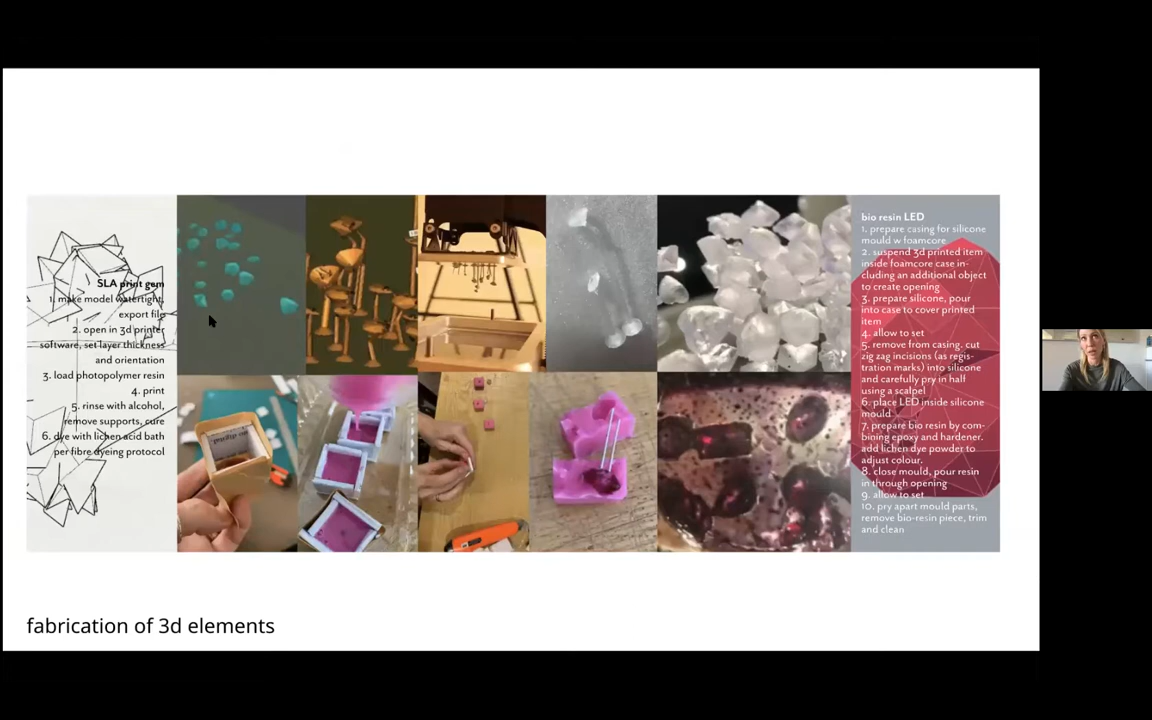 SLA print gem
1. make model watertight,
export file
2. open in 3d printer
software, set layer thickness
and orientation
3. load photopolymer resin
4. print
5. rinse with alcohol,
remove supports, cure
6. dye with lichen acid bath
per fibre dyeing protocol
bio resin LED
1. prepare casing for silicone
mould w foamcore
2. suspend 3d printed item
inside foamcore case in-
cluding an additional object
to create opening
3. prepare silicone, pour
into case to cover printed
item
4. allow to set
5. remove from casing. cut
zig zag incisions (as regis-
tration marks) into silicone
and carefully pry in half
using a scalpel
6. place LED inside silicone
mould
7. prepare bio resin by com-
bining epoxy and hardener.
add lichen dye powder to
adjust colour.
8. close mould, pour resin
in through opening
9. allow to set
10. pry apart mould parts,
remove bio-resin piece, trim
and clean
fabrication of 3d elements